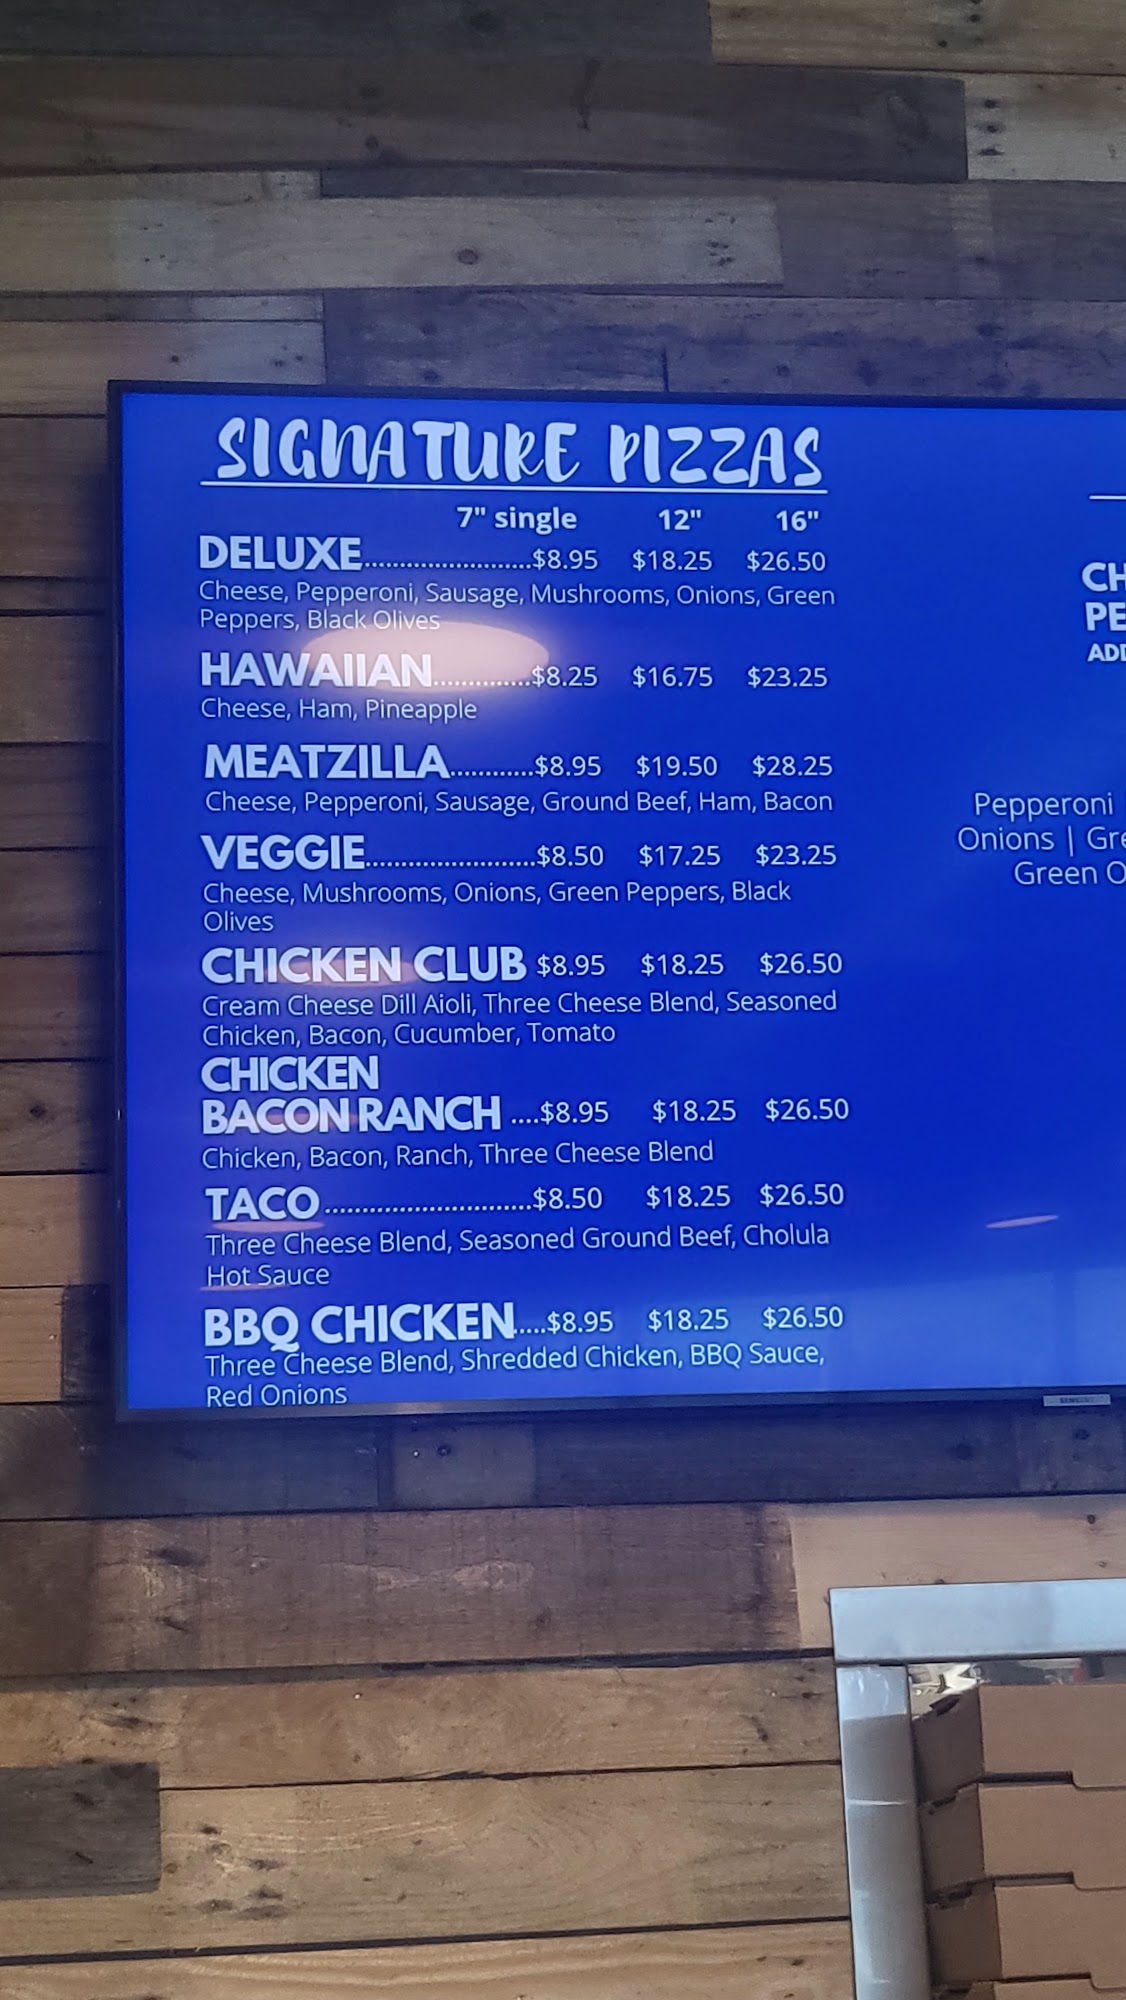 SIGNATURE PIZZAS
7" single 12" 16"
DELUXE..........................$8.95 $18.25 $26.50
Cheese, Pepperoni, Sausage, Mushrooms, Onions, Green
Peppers, Black Olives
HAWAIIAN..............$8.25 $16.75 $23.25
Cheese, Ham, Pineapple
MEATZILLA............$8.95 $19.50 $28.25
Cheese, Pepperoni, Sausage, Ground Beef, Ham, Bacon
VEGGIE.........................$8.50 $17.25 $23.25
Cheese, Mushrooms, Onions, Green Peppers, Black
Olives
CHICKEN CLUB $8.95 $18.25 $26.50
Cream Cheese Dill Aioli, Three Cheese Blend, Seasoned
Chicken, Bacon, Cucumber, Tomato
CHICKEN
BACON RANCH ....$8.95 $18.25 $26.50
Chicken, Bacon, Ranch, Three Cheese Blend
TACO ..............................$8.50 $18.25 $26.50
Three Cheese Blend, Seasoned Ground Beef, Cholula
Hot Sauce
BBQ CHICKEN.....$8.95 $18.25 $26.50
Three Cheese Blend, Shredded Chicken, BBQ Sauce,
Red Onions
CH
PE
ADD
Pepperoni
Onions | Gre
Green O